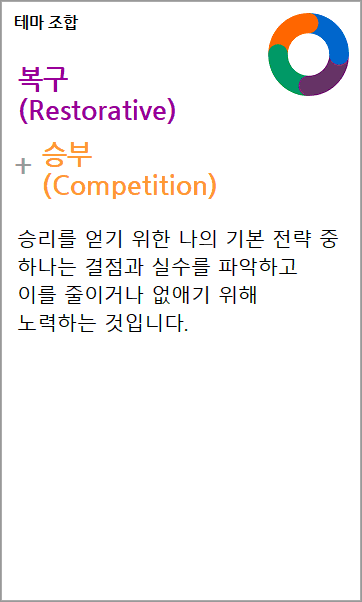 테마 조합
복구
(Restorative)
+ 승부
(Competition)
승리를 얻기 위한 나의 기본 전략 중
하나는 결점과 실수를 파악하고
이를 줄이거나 없애기 위해
노력하는 것입니다.